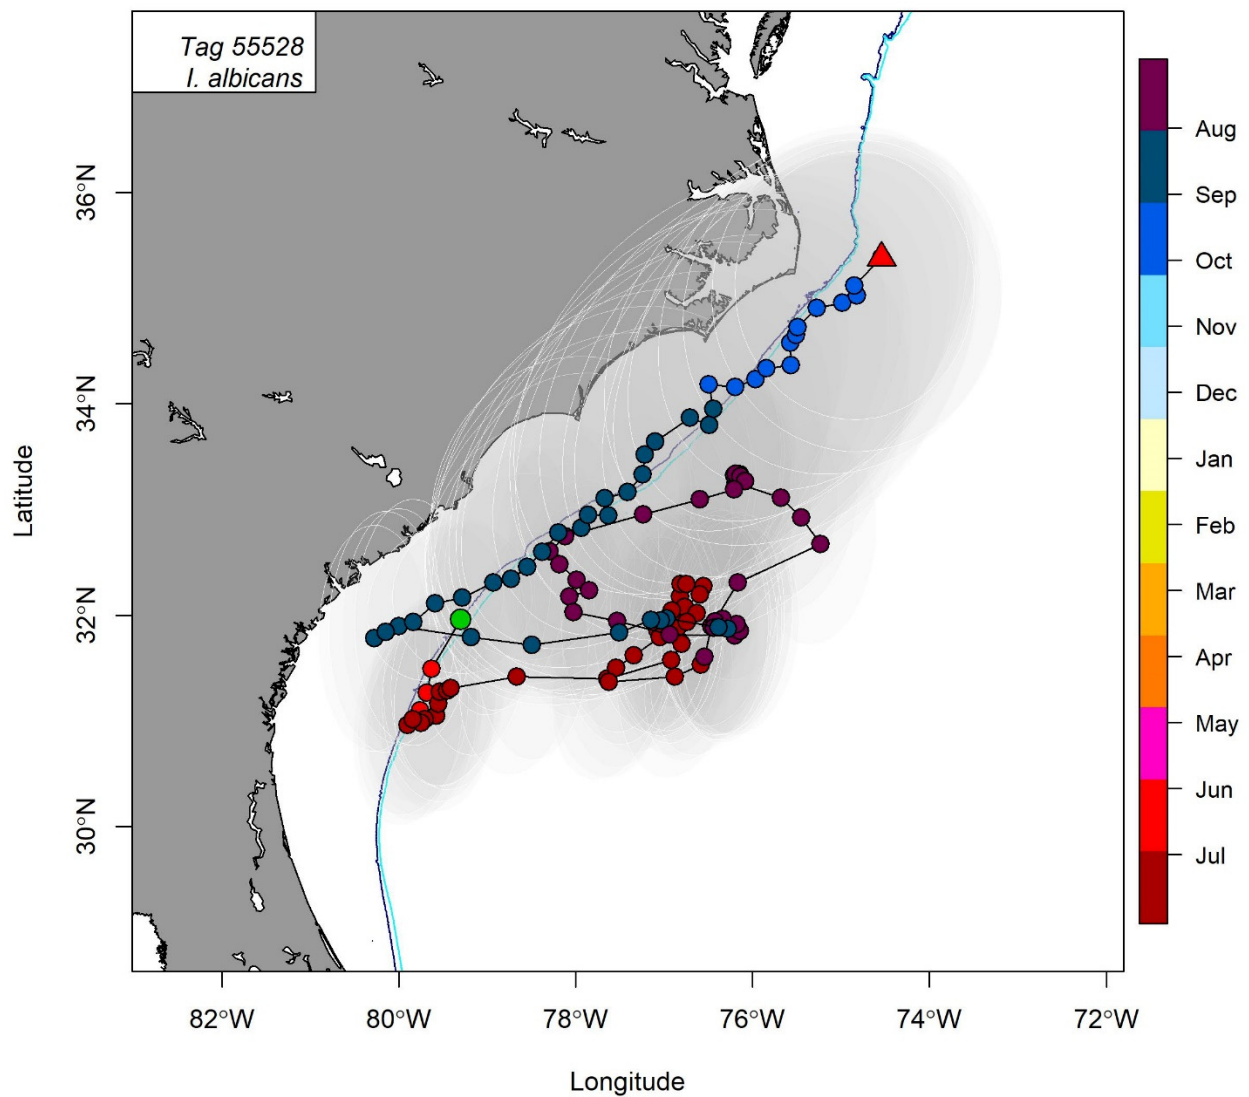 Tag 55528
I. albicans
36°N
34°N
32°N
30°N
Latitude
82°W
80°W
78°W
76°W
74°W
72°W
Longitude
Aug
Sep
Oct
Nov
Dec
Jan
Feb
Mar
Apr
May
Jun
Jul